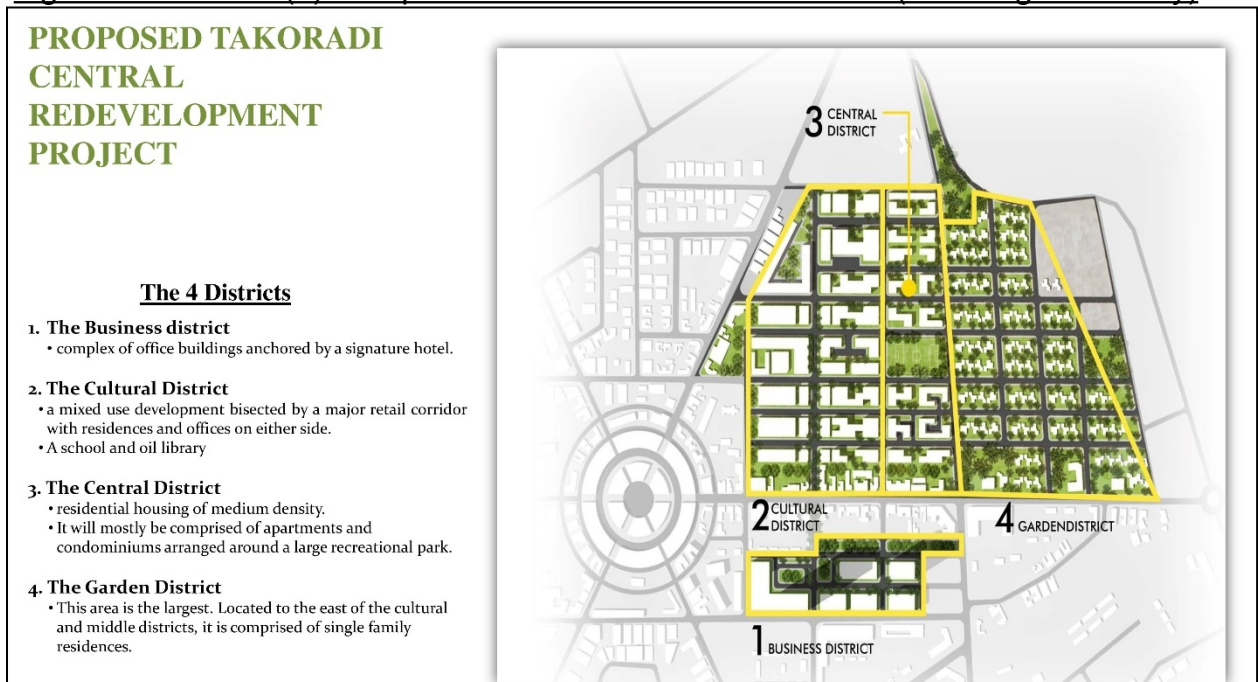 PROPOSED TAKORADI
CENTRAL
REDEVELOPMENT
PROJECT
The 4 Districts
1. The Business district
• complex of office buildings anchored by a signature hotel.
2. The Cultural District
• a mixed use development bisected by a major retail corridor
with residences and offices on either side.
• A school and oil library
3. The Central District
• residential housing of medium density.
• It will mostly be comprised of apartments and
condominiums arranged around a large recreational park.
4. The Garden District
• This area is the largest. Located to the east of the cultural
and middle districts, it is comprised of single family
residences.
3 CENTRAL
DISTRICT
2 CULTURAL
DISTRICT
4 GARDENDISTRICT
1 BUSINESS DISTRICT